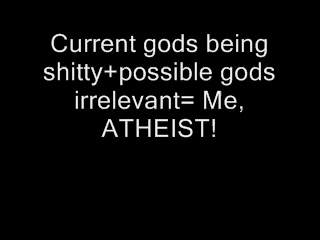 Current gods being
shitty+possible gods
irrelevant= Me,
ATHEIST!